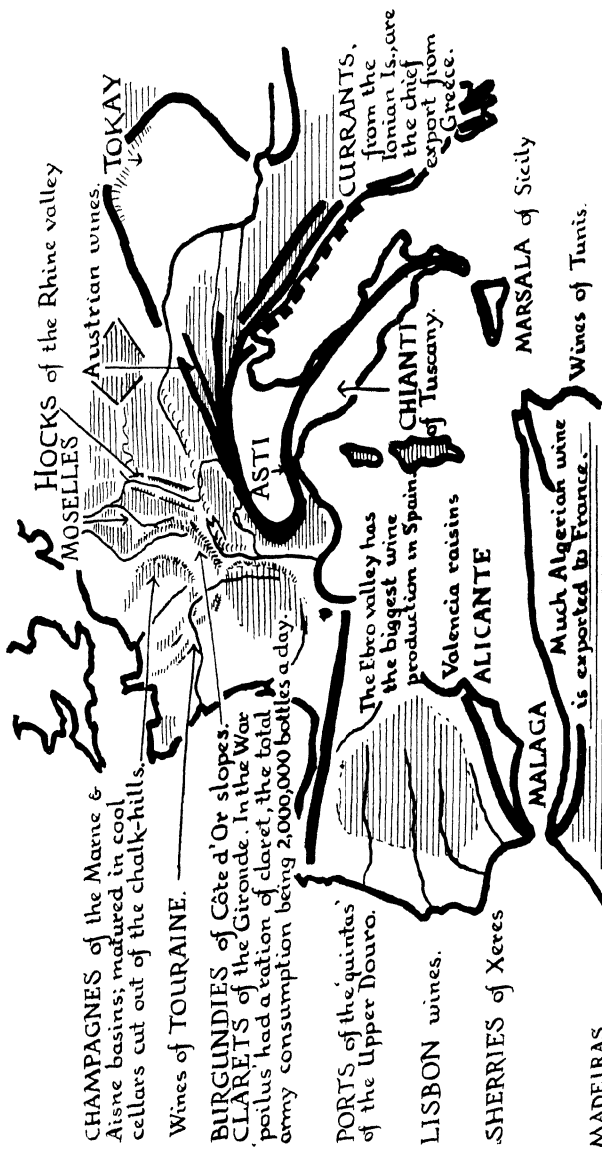 CHAMPAGNES of the Marne &
Aisne basins; matured in cool
cellars cut out of the chalk-hills.
Wines of TOURAINE.
BURGUNDIES of Côte d'Or slopes.
CLARETS of the Gironde. In the War
'poilus' had a ration of claret, the total
army consumption being 2,000,000 bottles a day.
PORTS of the 'quintas'
of the Upper Douro.
LISBON wines.
SHERRIES of Xeres
MADEIRAS
HOCKS of the Rhine valley
MOSELLES
Austrian wines.
TOKAY
ASTI
CURRANTS,
from the
Ionian Is., are
the chief
export from
Greece.
CHIANTI
of Tuscany.
MARSALA of Sicily
The Ebro valley has
the biggest wine
production in Spain.
Valencia raisins
ALICANTE
MALAGA
Much Algerian wine
is exported to France.
Wines of Tunis.